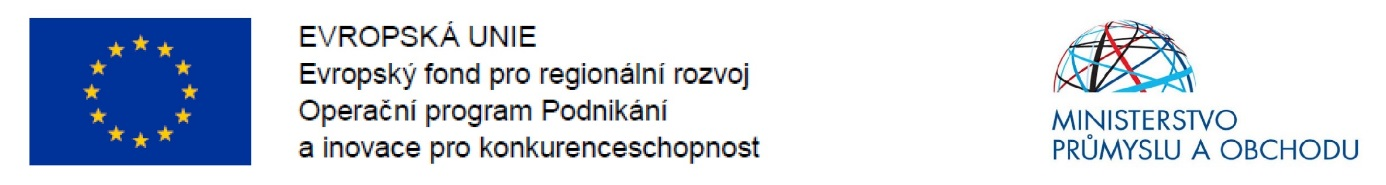 EVROPSKÁ UNIE
Evropský fond pro regionální rozvoj
Operační program Podnikání
a inovace pro konkurenceschopnost
MINISTERSTVO
PRŮMYSLU A OBCHODU